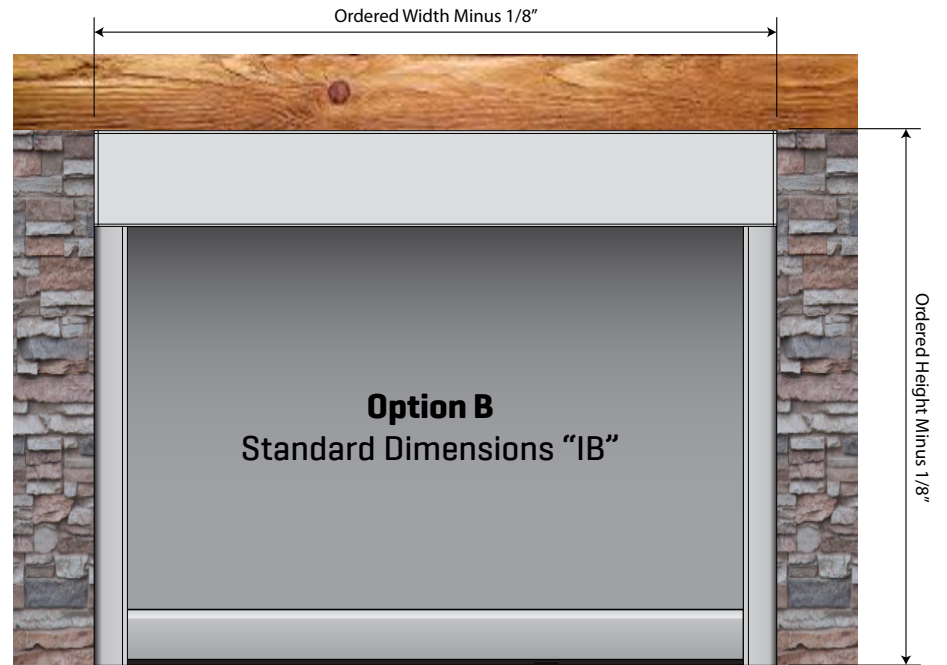 Ordered Width Minus 1/8”
Option B
Standard Dimensions “IB”
Ordered Height Minus 1/8”